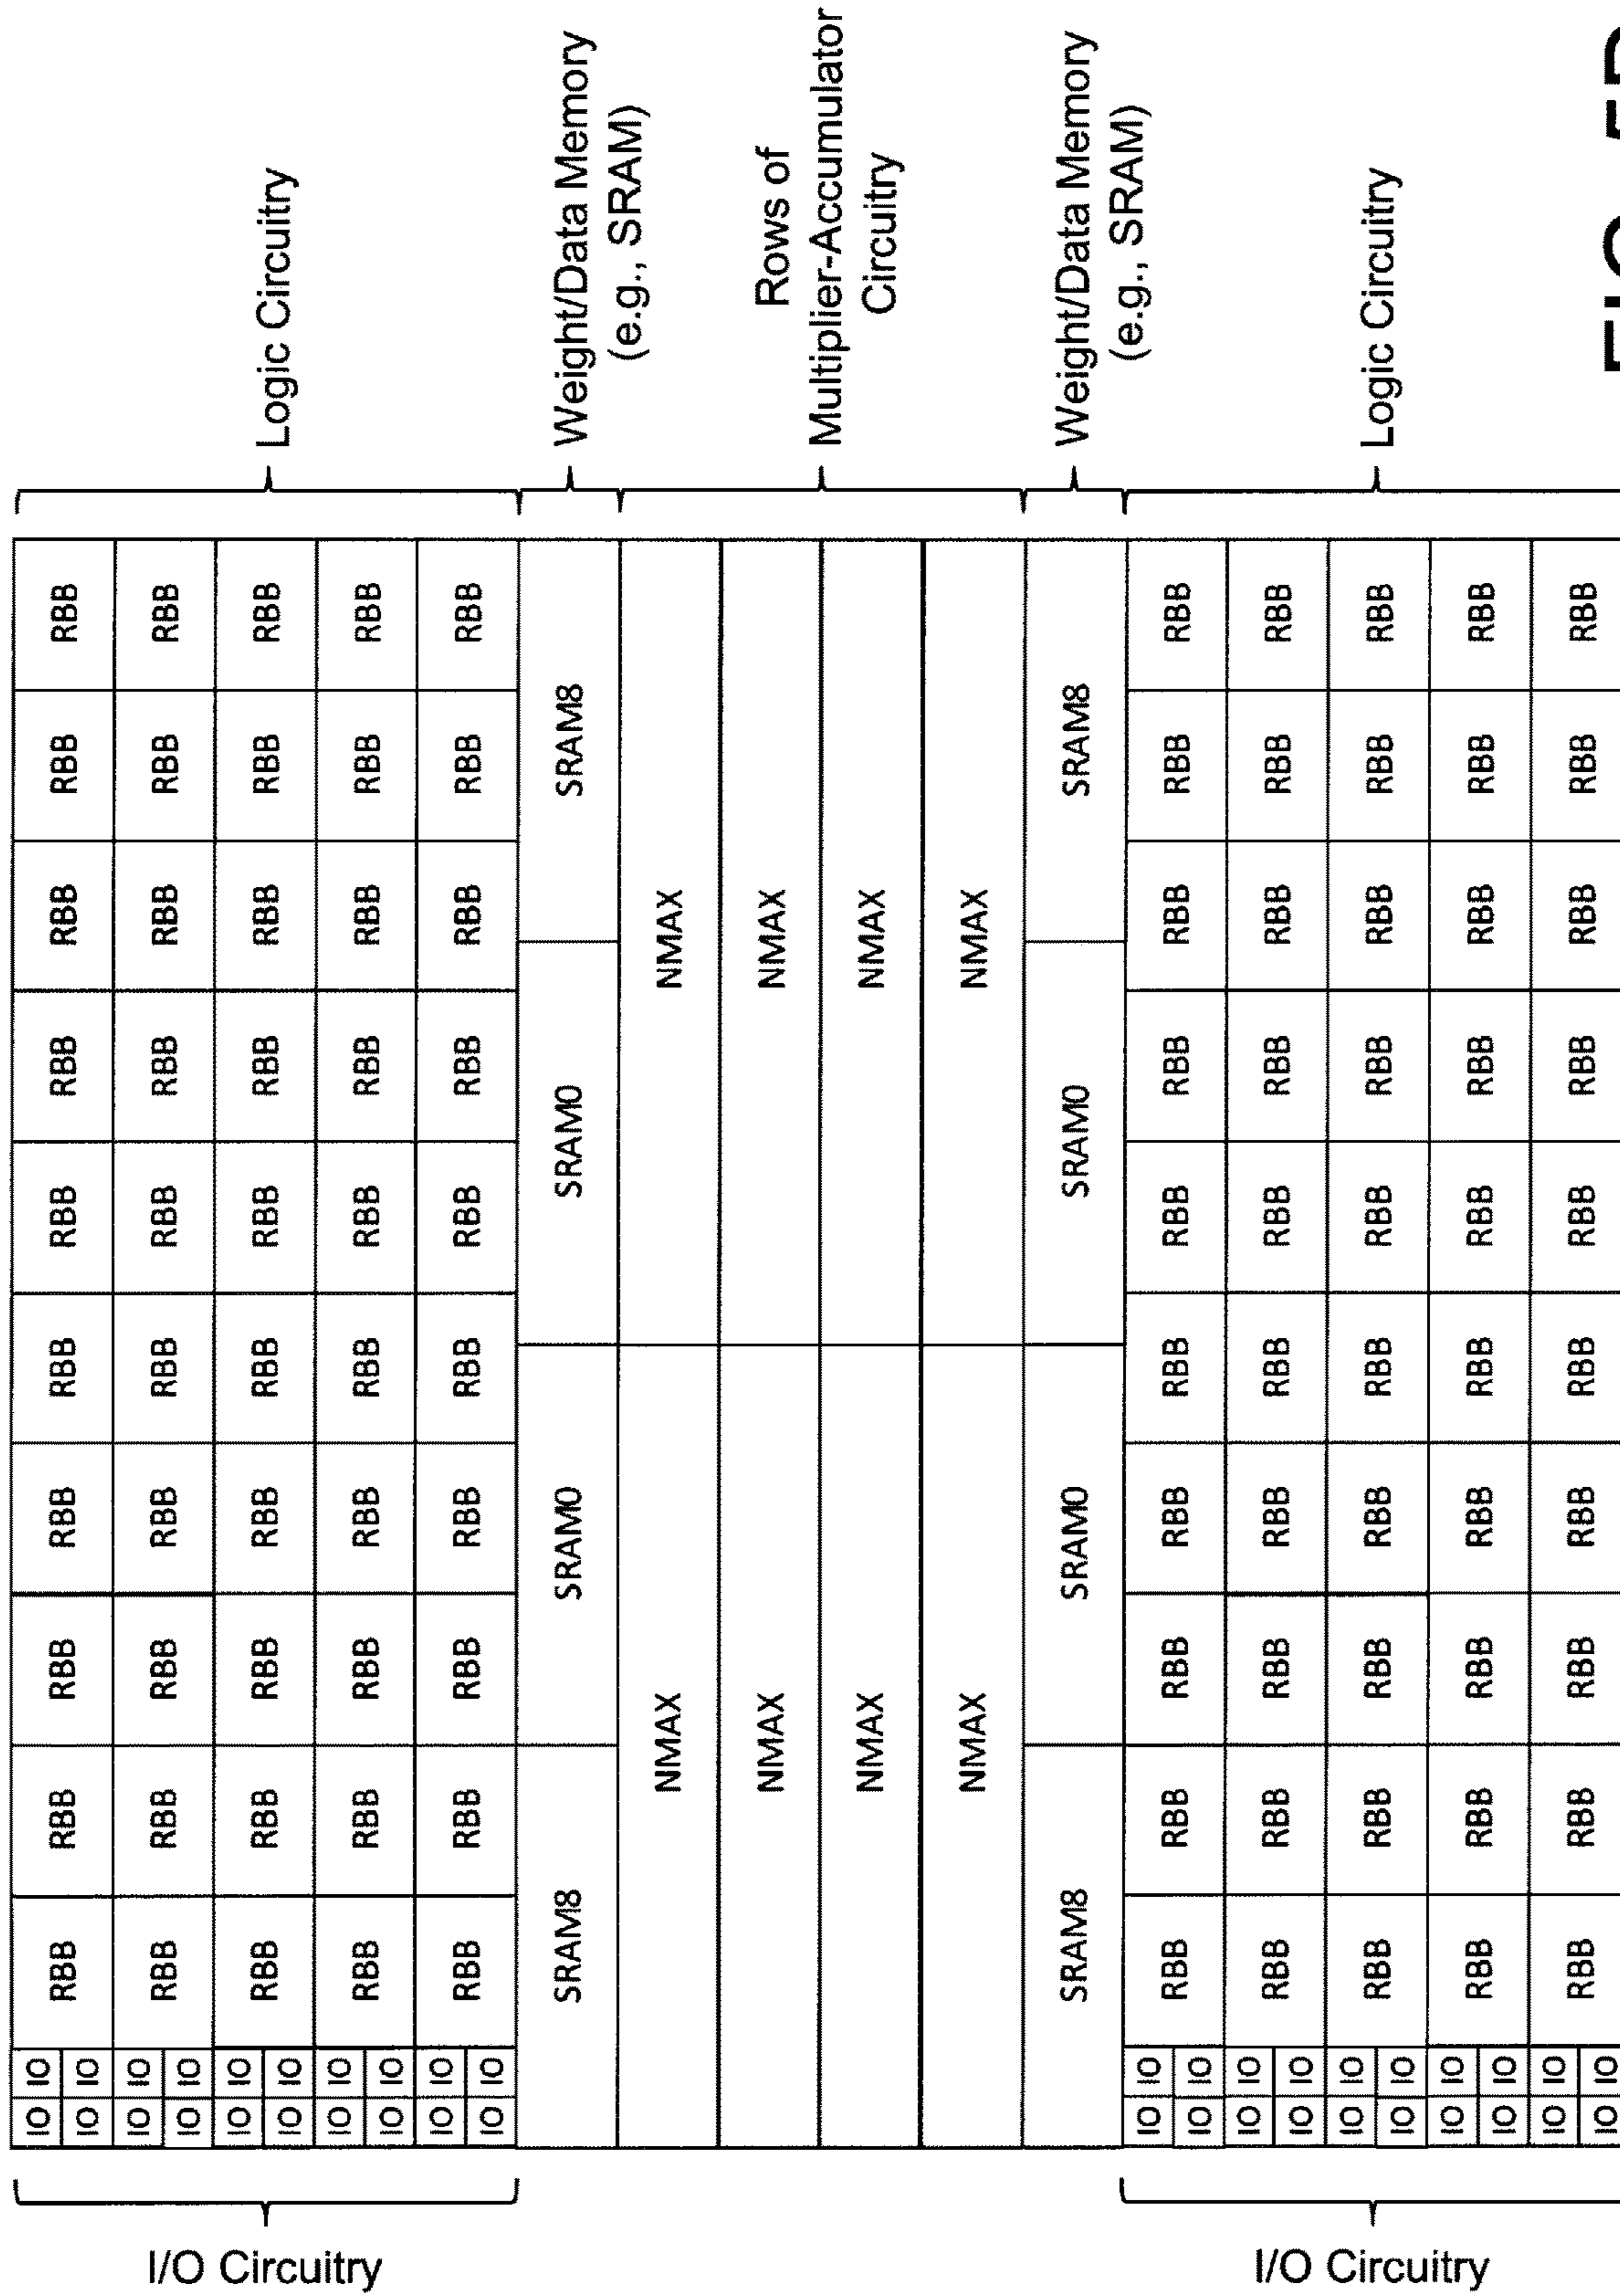 I/O Circuitry
IO IO RBB RBB RBB RBB RBB RBB RBB RBB RBB RBB
IO IO
IO IO RBB RBB RBB RBB RBB RBB RBB RBB RBB RBB
IO IO
IO IO RBB RBB RBB RBB RBB RBB RBB RBB RBB RBB
IO IO
IO IO RBB RBB RBB RBB RBB RBB RBB RBB RBB RBB
IO IO
IO IO RBB RBB RBB RBB RBB RBB RBB RBB RBB RBB
IO IO
Logic Circuitry
SRAM8 SRAM0 SRAM0 SRAM8
Weight/Data Memory
(e.g., SRAM)
NMAX NMAX
NMAX NMAX
NMAX NMAX
NMAX NMAX
Rows of
Multiplier-Accumulator
Circuitry
SRAM8 SRAM0 SRAM0 SRAM8
Weight/Data Memory
(e.g., SRAM)
I/O Circuitry
IO IO RBB RBB RBB RBB RBB RBB RBB RBB RBB RBB
IO IO
IO IO RBB RBB RBB RBB RBB RBB RBB RBB RBB RBB
IO IO
IO IO RBB RBB RBB RBB RBB RBB RBB RBB RBB RBB
IO IO
IO IO RBB RBB RBB RBB RBB RBB RBB RBB RBB RBB
IO IO
IO IO RBB RBB RBB RBB RBB RBB RBB RBB RBB RBB
IO IO
Logic Circuitry